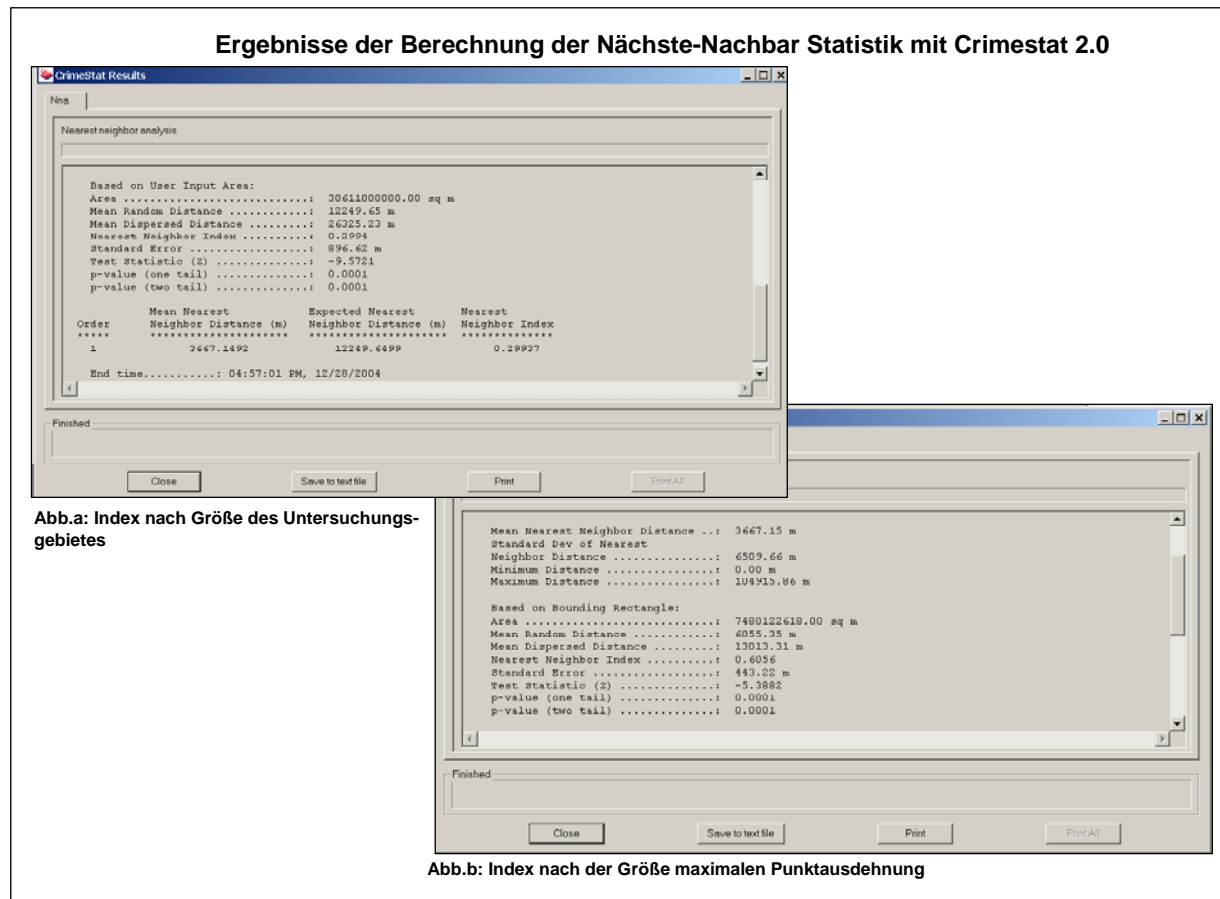 Ergebnisse der Berechnung der Nächste-Nachbar Statistik mit Crimestat 2.0
CrimeStat Results
Nna
Nearest neighbor analysis
Based on User Input Area:
Area ............................: 30611000000.00 sq m
Mean Random Distance ............: 12249.65 m
Mean Dispersed Distance .........: 26325.23 m
Nearest Neighbor Index ..........: 0.2994
Standard Error ..................: 896.62 m
Test Statistic (Z) ..............: -9.5721
p-value (one tail) ..............: 0.0001
p-value (two tail) ..............: 0.0001
Mean Nearest Expected Nearest Nearest
Order Neighbor Distance (m) Neighbor Distance (m) Neighbor Index
***** ********************* ********************* **************
1 3667.1492 12249.6499 0.29937
End time...........: 04:57:01 PM, 12/28/2004
Finished
Close Save to text file Print Print All
Abb.a: Index nach Größe des Untersuchungs-
gebietes
Mean Nearest Neighbor Distance ..: 3667.15 m
Standard Dev of Nearest
Neighbor Distance ...............: 6509.66 m
Minimum Distance ................: 0.00 m
Maximum Distance ................: 104915.86 m
Based on Bounding Rectangle:
Area ............................: 7480122618.00 sq m
Mean Random Distance ............: 6055.35 m
Mean Dispersed Distance .........: 13013.31 m
Nearest Neighbor Index ..........: 0.6056
Standard Error ..................: 443.22 m
Test Statistic (Z) ..............: -5.3882
p-value (one tail) ..............: 0.0001
p-value (two tail) ..............: 0.0001
Finished
Close Save to text file Print Print All
Abb.b: Index nach der Größe maximalen Punktausdehnung